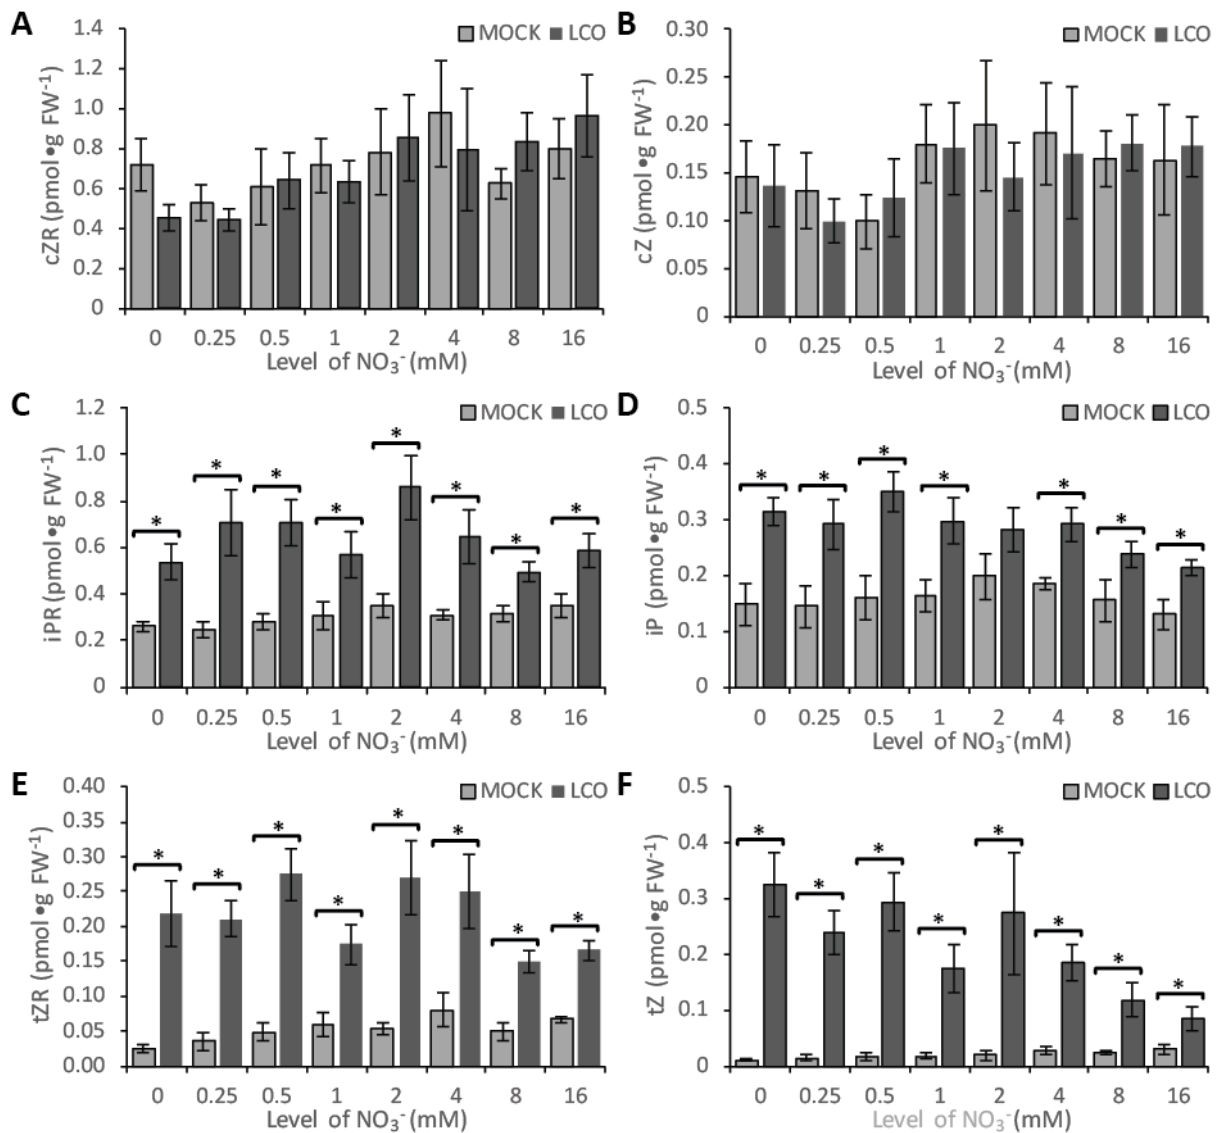 A
1.4
1.2
1.0
0.8
0.6
0.4
0.2
0
cZR (pmol•g FW⁻¹)
MOCK LCO
0 0.25 0.5 1 2 4 8 16
Level of NO₃⁻ (mM)
B
0.30
0.25
0.20
0.15
0.10
0.05
0
cZ (pmol•g FW⁻¹)
MOCK LCO
0 0.25 0.5 1 2 4 8 16
Level of NO₃⁻ (mM)
C
1.2
1.0
0.8
0.6
0.4
0.2
0
iPR (pmol•g FW⁻¹)
MOCK LCO
* * * * * * * *
0 0.25 0.5 1 2 4 8 16
Level of NO₃⁻ (mM)
D
0.5
0.4
0.3
0.2
0.1
0
iP (pmol•g FW⁻¹)
MOCK LCO
* * * * * * *
0 0.25 0.5 1 2 4 8 16
Level of NO₃⁻ (mM)
E
0.40
0.35
0.30
0.25
0.20
0.15
0.10
0.05
0.00
tZR (pmol•g FW⁻¹)
MOCK LCO
* * * * * * * *
0 0.25 0.5 1 2 4 8 16
Level of NO₃⁻ (mM)
F
0.5
0.4
0.3
0.2
0.1
0
tZ (pmol•g FW⁻¹)
MOCK LCO
* * * * * * * *
0 0.25 0.5 1 2 4 8 16
Level of NO₃⁻ (mM)